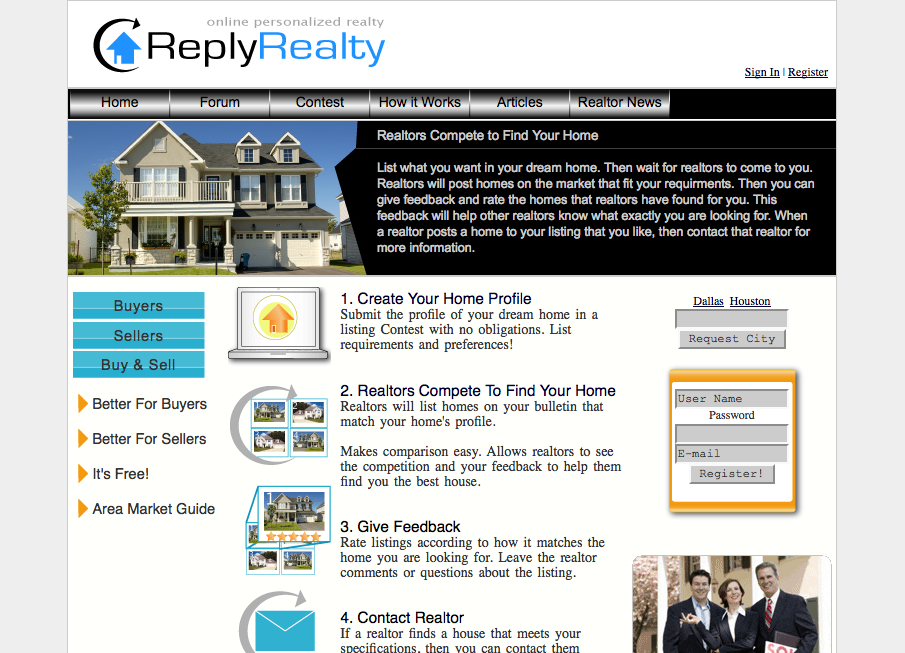 online personalized realty
ReplyRealty
Sign In | Register
Home
Forum
Contest
How it Works
Articles
Realtor News
Realtors Compete to Find Your Home
List what you want in your dream home. Then wait for realtors to come to you.
Realtors will post homes on the market that fit your requirments. Then you can
give feedback and rate the homes that realtors have found for you. This
feedback will help other realtors know what exactly you are looking for. When
a realtor posts a home to your listing that you like, then contact that realtor for
more information.
Buyers
Sellers
Buy & Sell
Better For Buyers
Better For Sellers
It's Free!
Area Market Guide
1. Create Your Home Profile
Submit the profile of your dream home in a
listing Contest with no obligations. List
requirements and preferences!
2. Realtors Compete To Find Your Home
Realtors will list homes on your bulletin that
match your home's profile.
Makes comparison easy. Allows realtors to see
the competition and your feedback to help them
find you the best house.
1
3. Give Feedback
Rate listings according to how it matches the
home you are looking for. Leave the realtor
comments or questions about the listing.
4. Contact Realtor
If a realtor finds a house that meets your
specifications, then you can contact them
Dallas Houston
Request City
User Name
Password
E-mail
Register!